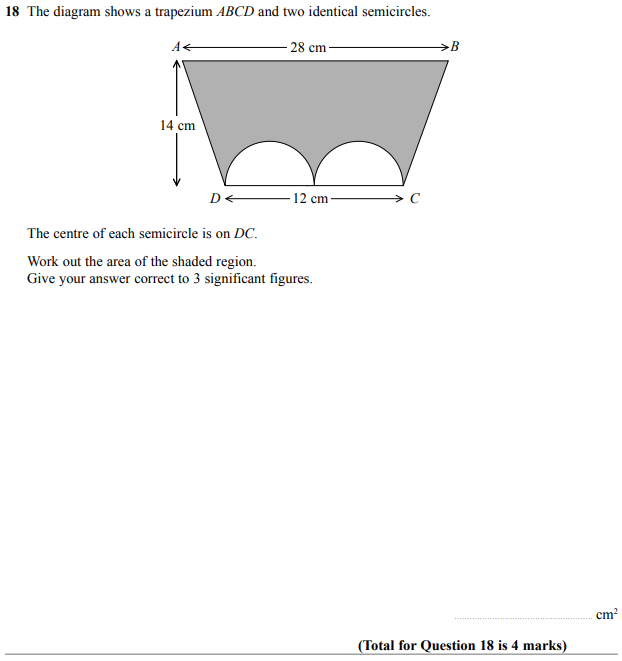 18 The diagram shows a trapezium ABCD and two identical semicircles.
A 28 cm B
14 cm
D 12 cm C
The centre of each semicircle is on DC.
Work out the area of the shaded region.
Give your answer correct to 3 significant figures.
cm²
(Total for Question 18 is 4 marks)